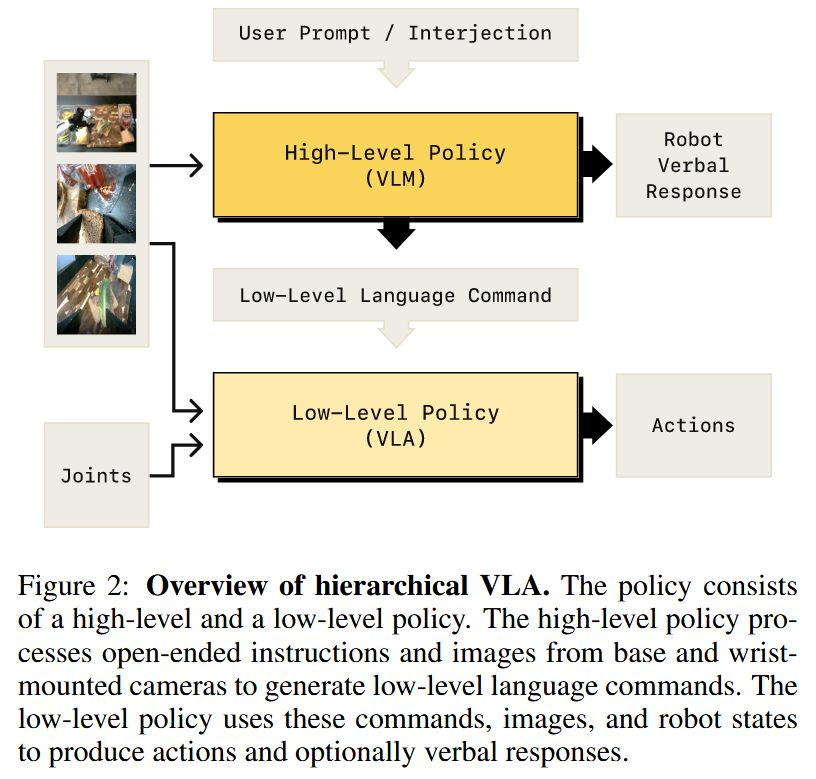 User Prompt / Interjection
High-Level Policy
(VLM)
Robot
Verbal
Response
Low-Level Language Command
Low-Level Policy
(VLA)
Actions
Joints
Figure 2: Overview of hierarchical VLA. The policy consists
of a high-level and a low-level policy. The high-level policy pro-
cesses open-ended instructions and images from base and wrist-
mounted cameras to generate low-level language commands. The
low-level policy uses these commands, images, and robot states
to produce actions and optionally verbal responses.